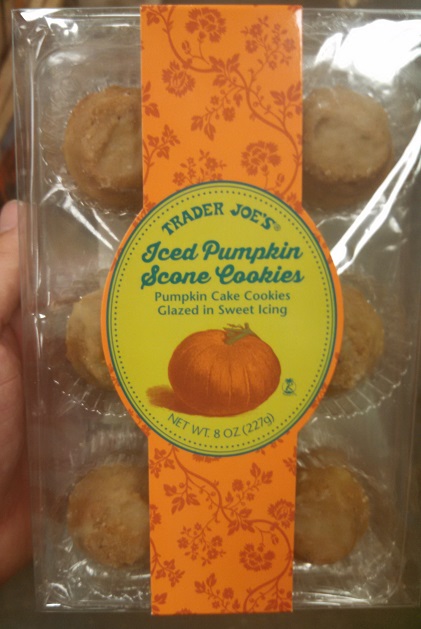 TRADER JOE'S®
Iced Pumpkin
Scone Cookies
Pumpkin Cake Cookies
Glazed in Sweet Icing
NET WT. 8 OZ (227g)